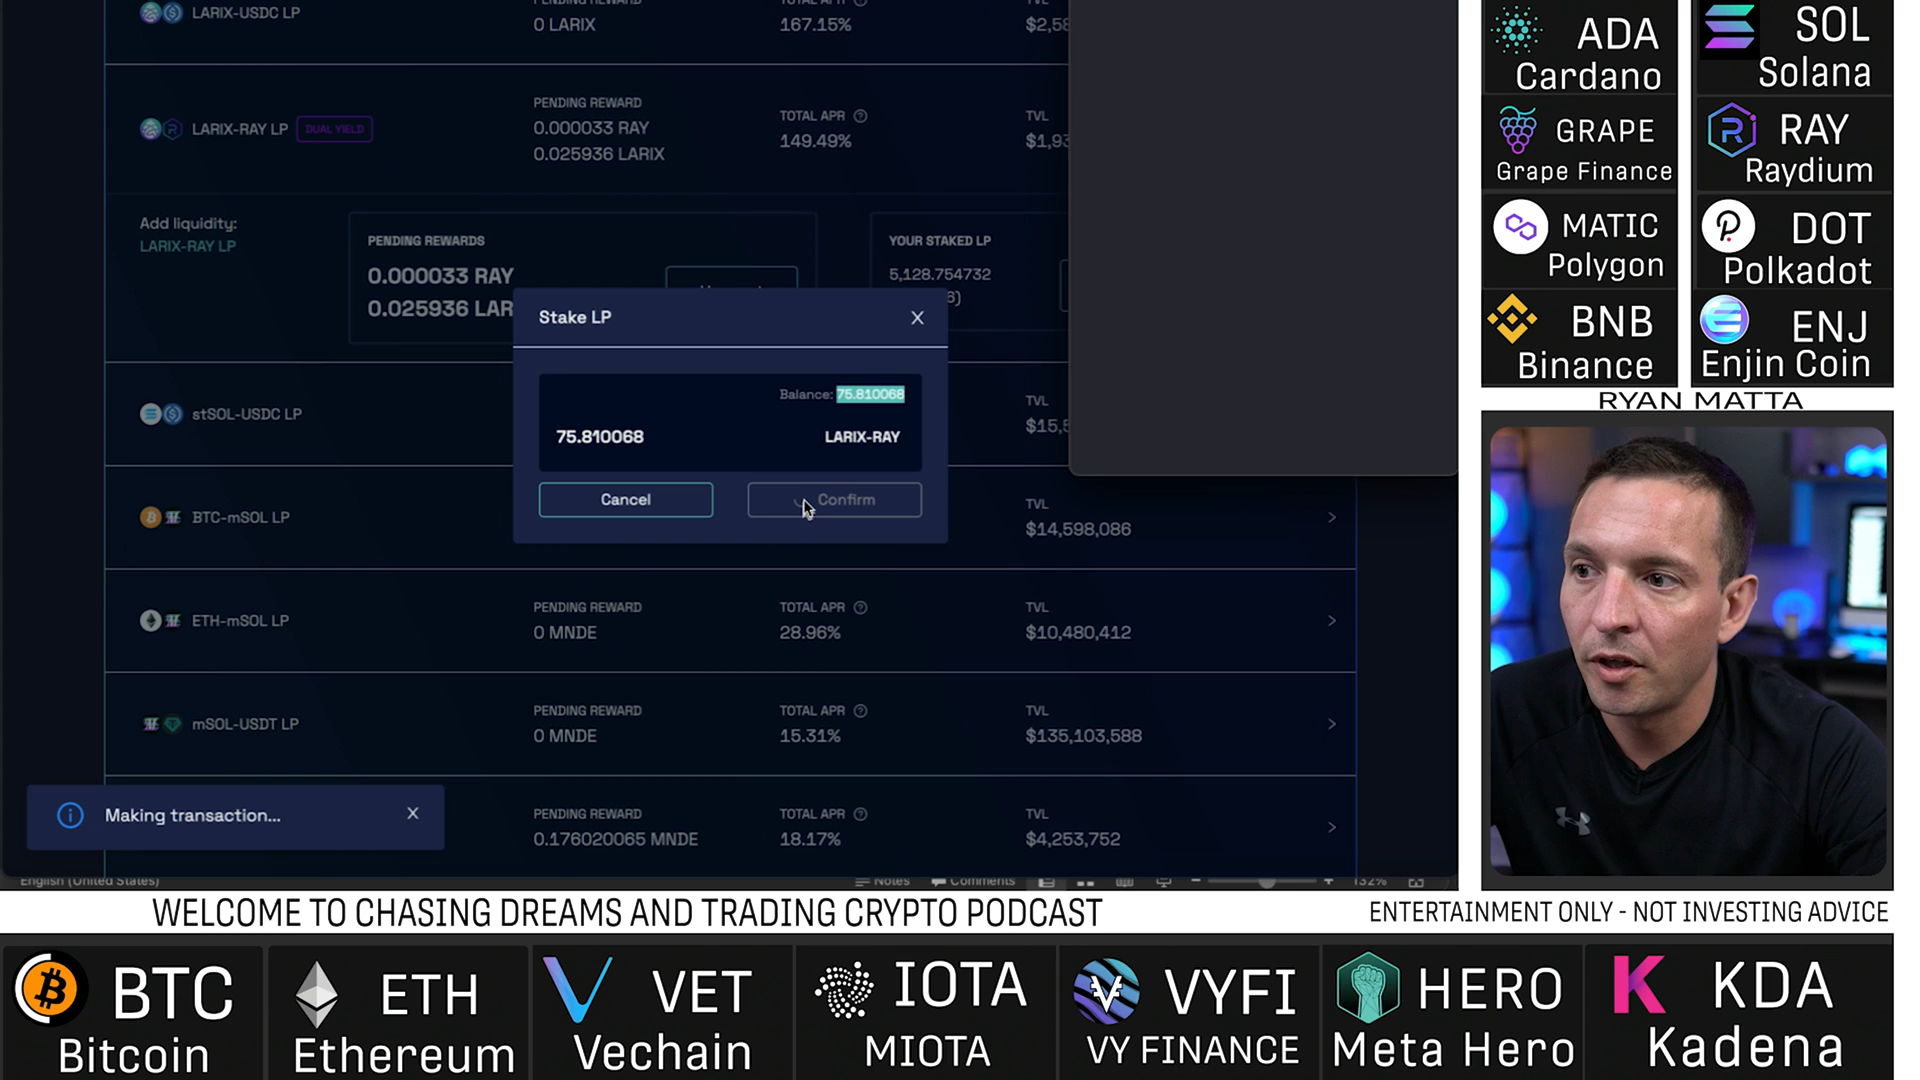 LARIX-USDC LP
0 LARIX
167.15%
LARIX-RAY LP
DUAL YIELD
PENDING REWARD
0.000033 RAY
0.025936 LARIX
TOTAL APR
149.49%
TVL
Add liquidity:
LARIX-RAY LP
PENDING REWARDS
0.000033 RAY
0.025936 LAR
YOUR STAKED LP
5,128.754732
Stake LP
X
Balance: 75.810068
75.810068
LARIX-RAY
Cancel
Confirm
stSOL-USDC LP
TVL
BTC-mSOL LP
TVL
$14,598,086
ETH-mSOL LP
PENDING REWARD
0 MNDE
TOTAL APR
28.96%
TVL
$10,480,412
mSOL-USDT LP
PENDING REWARD
0 MNDE
TOTAL APR
15.31%
TVL
$135,103,588
PENDING REWARD
0.176020065 MNDE
TOTAL APR
18.17%
TVL
$4,253,752
Making transaction...
X
English (United States)
Notes
Comments
132%
ADA
Cardano
SOL
Solana
GRAPE
Grape Finance
RAY
Raydium
MATIC
Polygon
DOT
Polkadot
BNB
Binance
ENJ
Enjin Coin
RYAN MATTA
WELCOME TO CHASING DREAMS AND TRADING CRYPTO PODCAST
ENTERTAINMENT ONLY - NOT INVESTING ADVICE
BTC
Bitcoin
ETH
Ethereum
VET
Vechain
IOTA
MIOTA
VYFI
VY FINANCE
HERO
Meta Hero
KDA
Kadena